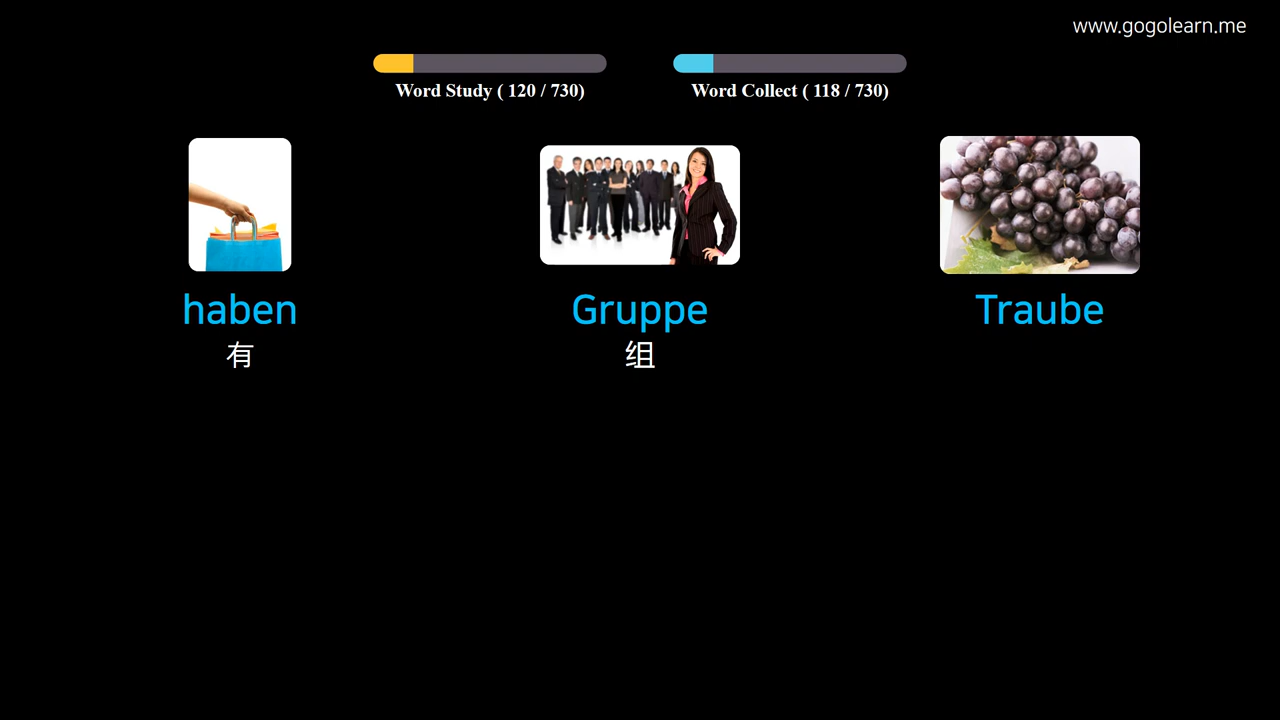 www.gogolearn.me
Word Study ( 120 / 730)
Word Collect ( 118 / 730)
haben
有
Gruppe
组
Traube